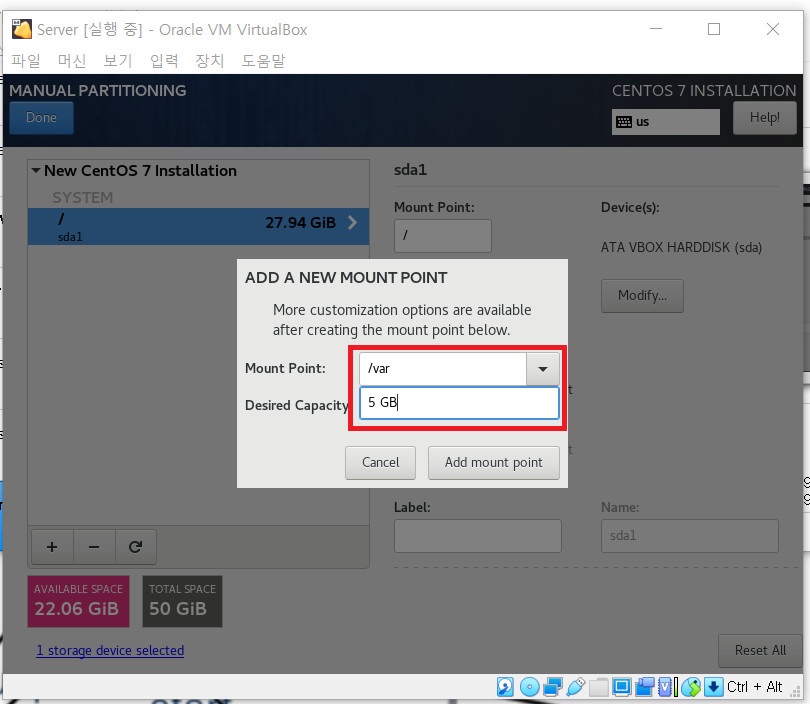 Server [실행 중] - Oracle VM VirtualBox
파일 머신 보기 입력 장치 도움말
MANUAL PARTITIONING
CENTOS 7 INSTALLATION
Done
us
Help!
New CentOS 7 Installation
SYSTEM
/
27.94 GiB
sda1
sda1
Mount Point:
Device(s):
/
ATA VBOX HARDDISK (sda)
Modify...
ADD A NEW MOUNT POINT
More customization options are available
after creating the mount point below.
Mount Point:
/var
Desired Capacity
5 GB
Cancel
Add mount point
Label:
Name:
sda1
+ −
AVAILABLE SPACE
22.06 GiB
TOTAL SPACE
50 GiB
1 storage device selected
Reset All
Ctrl + Alt